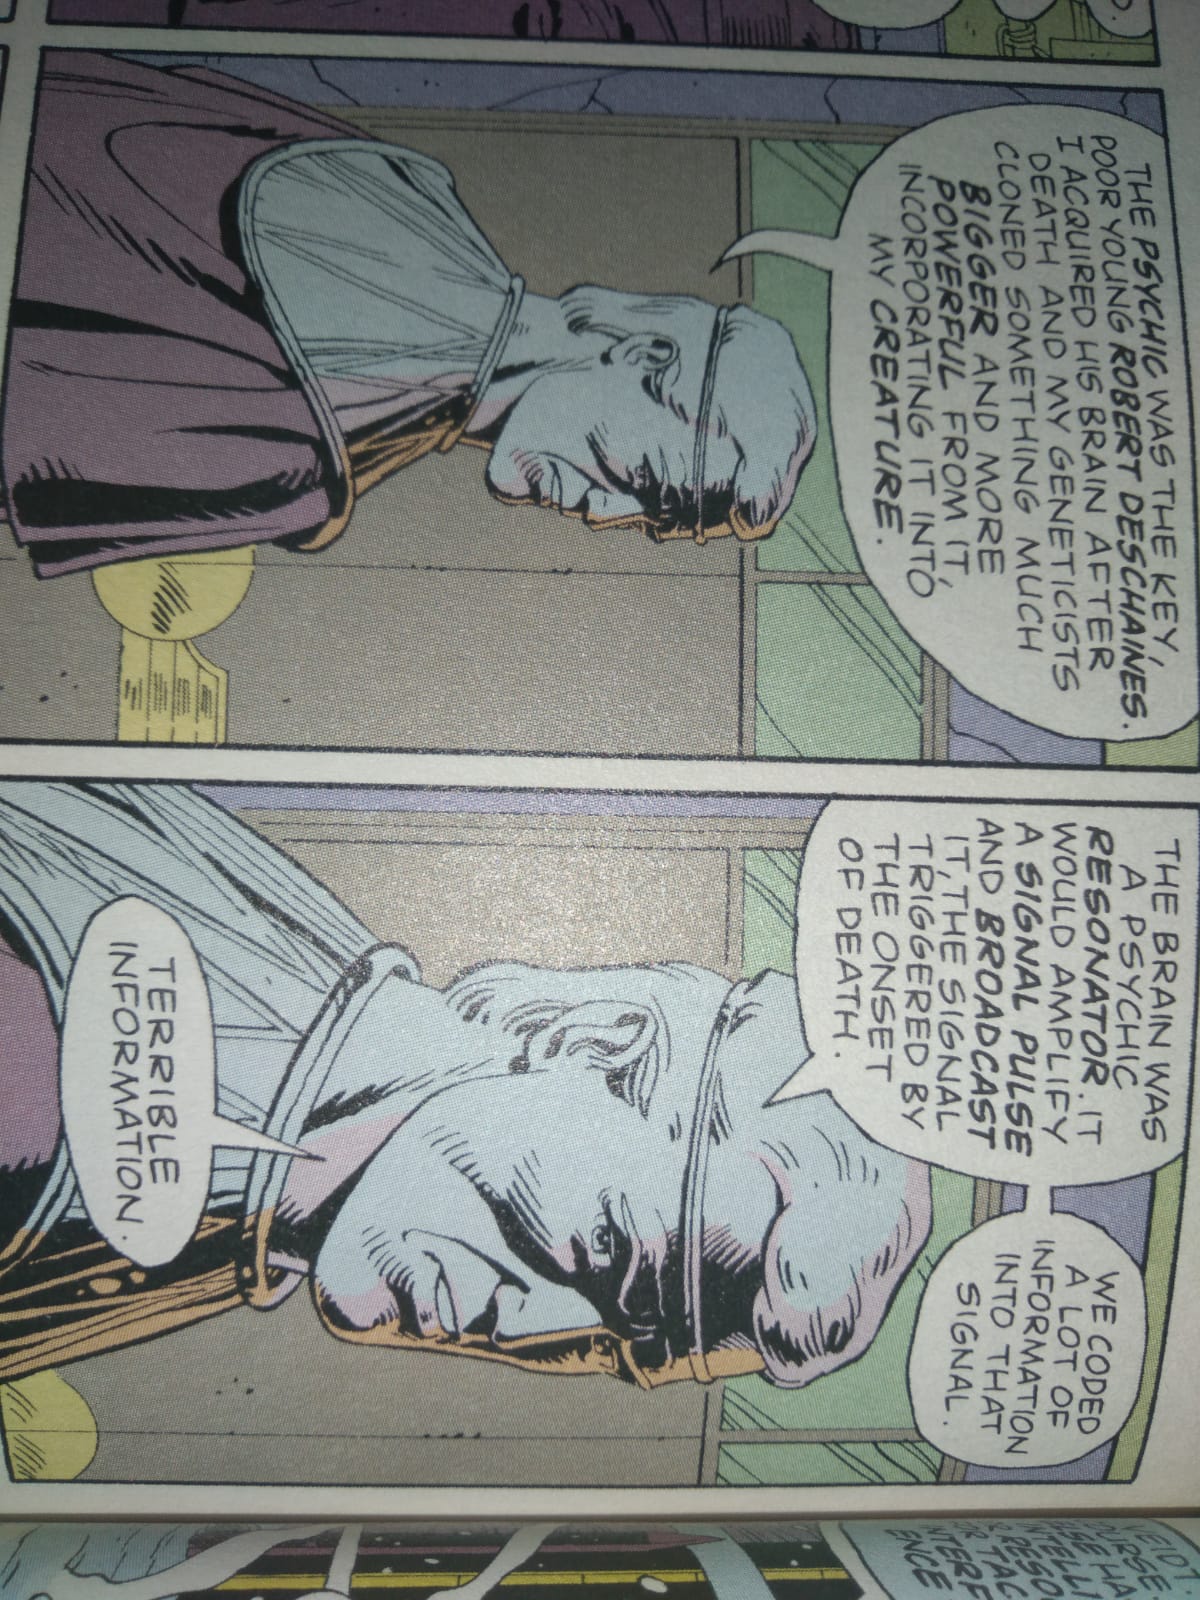 THE PSYCHIC WAS THE KEY,
POOR YOUNG ROBERT DESCHAINES.
I ACQUIRED HIS BRAIN AFTER
DEATH AND MY GENETICISTS
CLONED SOMETHING MUCH
BIGGER AND MORE
POWERFUL FROM IT,
INCORPORATING IT INTO
MY CREATURE.
THE BRAIN WAS
A PSYCHIC
RESONATOR. IT
WOULD AMPLIFY
A SIGNAL PULSE
AND BROADCAST
IT, THE SIGNAL
TRIGGERED BY
THE ONSET
OF DEATH.
WE CODED
A LOT OF
INFORMATION
INTO THAT
SIGNAL.
TERRIBLE
INFORMATION.
VEIDT.
ENCE